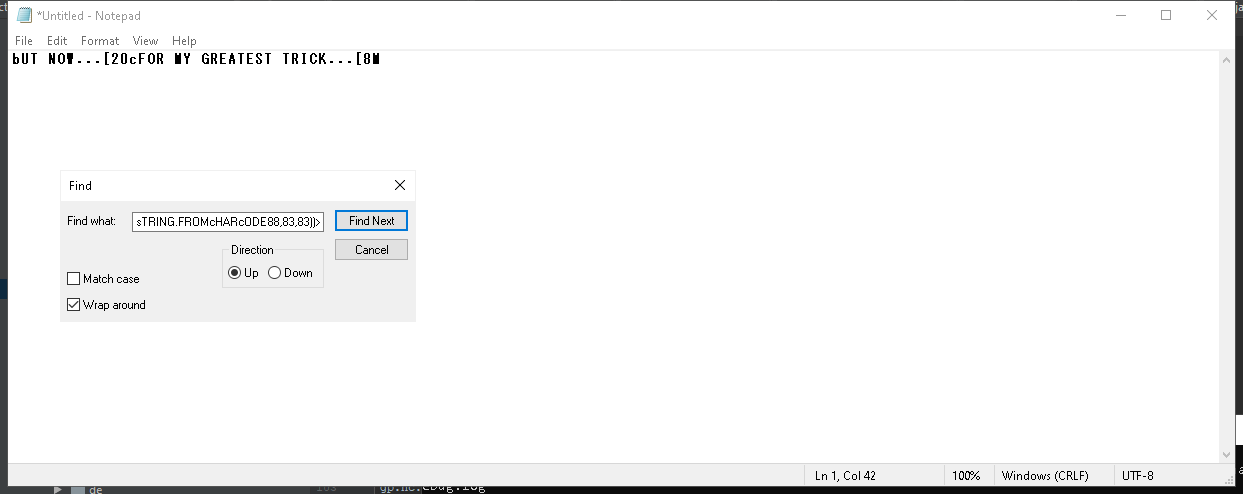 *Untitled - Notepad
File Edit Format View Help
bUT NOW...[20cFOR MY GREATEST TRICK...[8M
Find
Find what: sTRING.FROMcHARcODE88,83,83))> Find Next
Direction
Cancel
Up Down
Match case
Wrap around
Ln 1, Col 42 100% Windows (CRLF) UTF-8
de